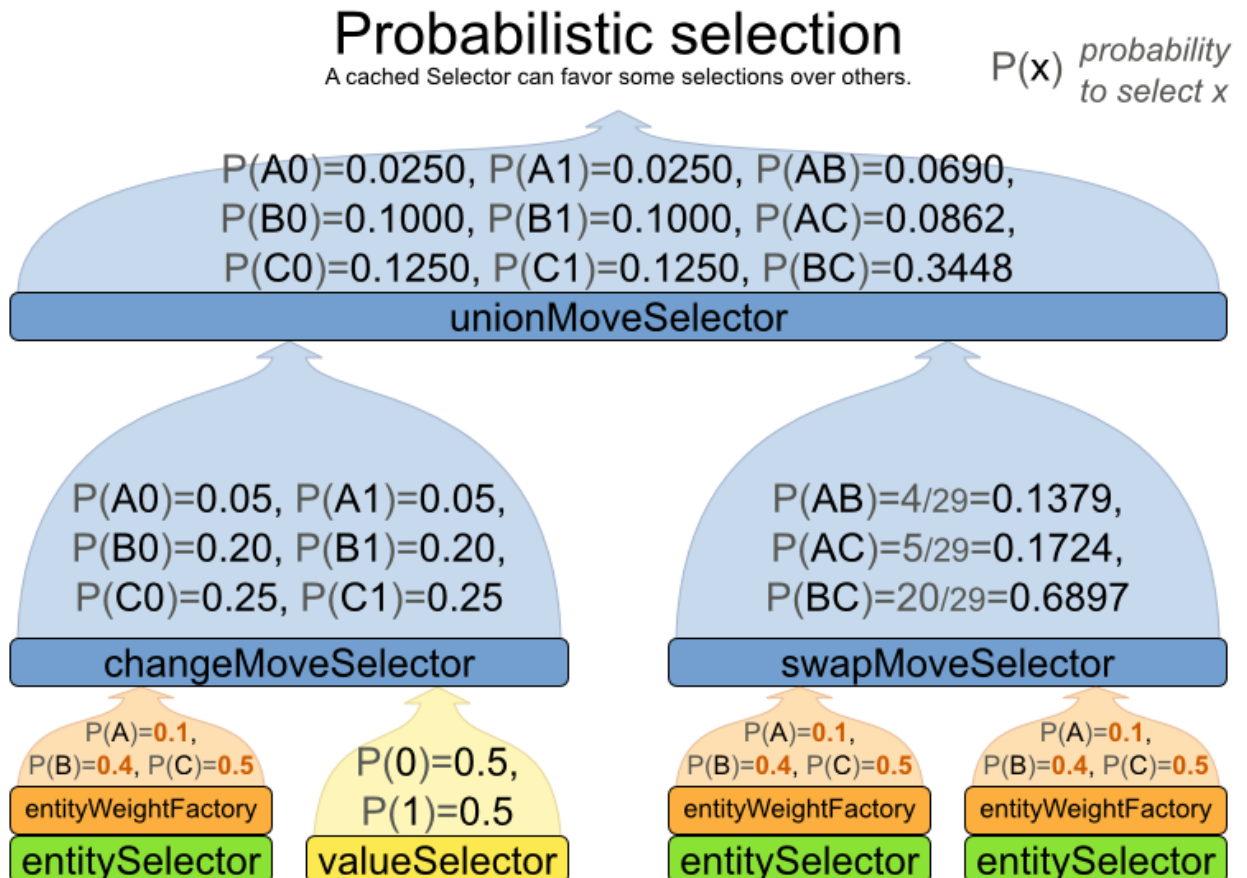 Probabilistic selection
A cached Selector can favor some selections over others.
P(x) probability
to select x
P(A0)=0.0250, P(A1)=0.0250, P(AB)=0.0690,
P(B0)=0.1000, P(B1)=0.1000, P(AC)=0.0862,
P(C0)=0.1250, P(C1)=0.1250, P(BC)=0.3448
unionMoveSelector
P(A0)=0.05, P(A1)=0.05,
P(B0)=0.20, P(B1)=0.20,
P(C0)=0.25, P(C1)=0.25
changeMoveSelector
P(AB)=4/29=0.1379,
P(AC)=5/29=0.1724,
P(BC)=20/29=0.6897
swapMoveSelector
P(A)=0.1,
P(B)=0.4, P(C)=0.5
entityWeightFactory
entitySelector
P(0)=0.5,
P(1)=0.5
valueSelector
P(A)=0.1,
P(B)=0.4, P(C)=0.5
entityWeightFactory
entitySelector
P(A)=0.1,
P(B)=0.4, P(C)=0.5
entityWeightFactory
entitySelector